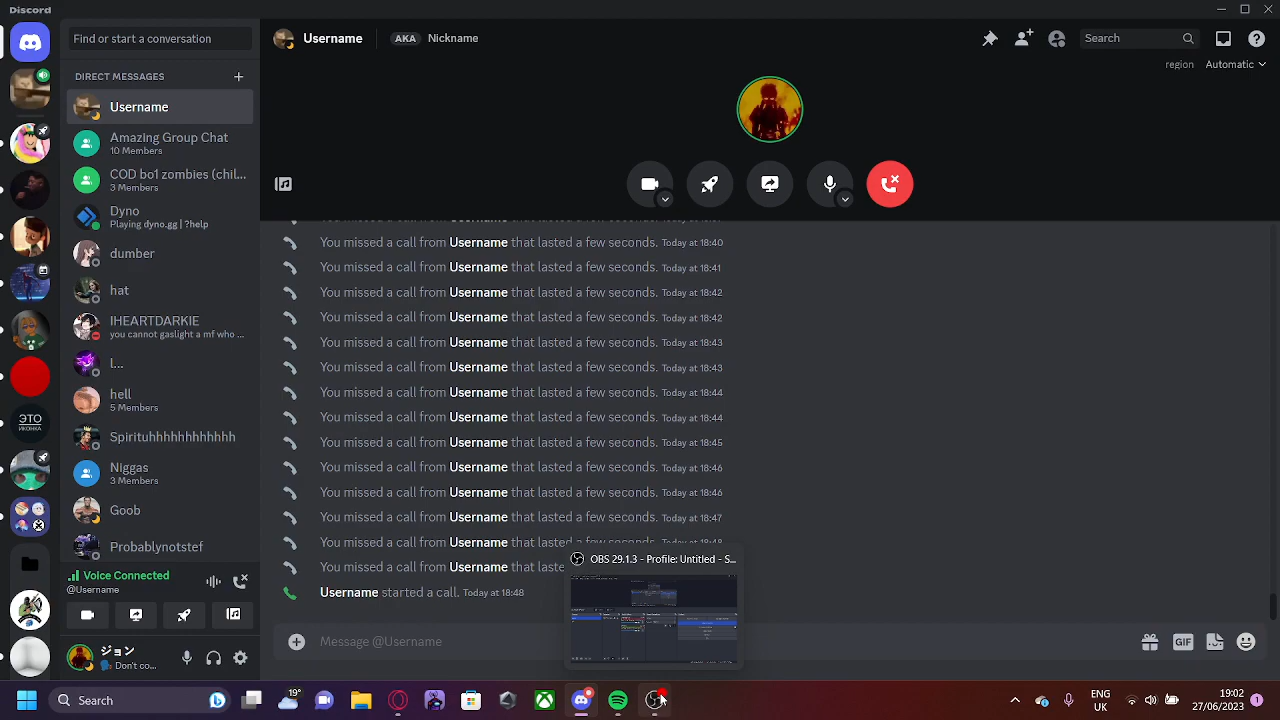 Discord
Find or start a conversation
Username
AKA
Nickname
Search
region
Automatic
DIRECT MESSAGES
Username
Amazing Group Chat
10 Members
COD bo1 zombies (chil...
3 Members
Dyno
Playing dyno.gg | ?help
dumber
hat
IHEARTDARKIE
you cannot gaslight a mf who ...
I...
hell
5 Members
Spirituhhhhhhhhhhh
Niggas
3 Members
Goob
Probablynotstef
ЭТО
ИКОНКА
You missed a call from Username that lasted a few seconds. Today at 18:40
You missed a call from Username that lasted a few seconds. Today at 18:41
You missed a call from Username that lasted a few seconds. Today at 18:42
You missed a call from Username that lasted a few seconds. Today at 18:42
You missed a call from Username that lasted a few seconds. Today at 18:43
You missed a call from Username that lasted a few seconds. Today at 18:43
You missed a call from Username that lasted a few seconds. Today at 18:44
You missed a call from Username that lasted a few seconds. Today at 18:44
You missed a call from Username that lasted a few seconds. Today at 18:45
You missed a call from Username that lasted a few seconds. Today at 18:46
You missed a call from Username that lasted a few seconds. Today at 18:46
You missed a call from Username that lasted a few seconds. Today at 18:47
You missed a call from Username that lasted a few seconds. Today at 18:48
You missed a call from Username that laste
Username started a call. Today at 18:48
OBS 29.1.3 - Profile: Untitled - S...
Voice Connected
@Username
Don't co...
Message @Username
GIF
Search
19°
ENG
UK
19:02
27/06/2023
1